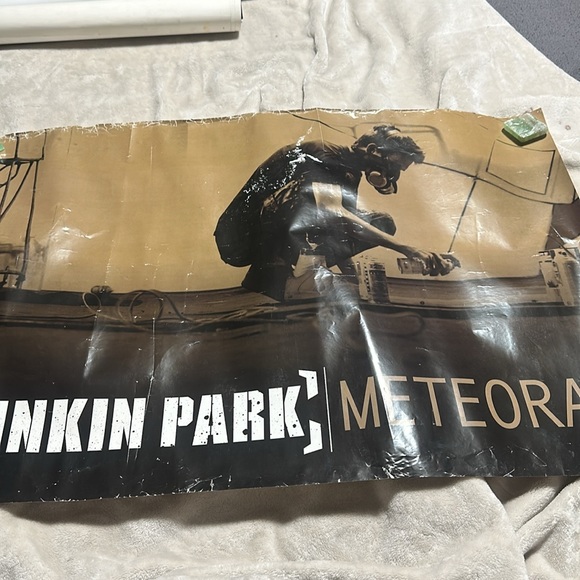 INKIN PARK] | METEORA